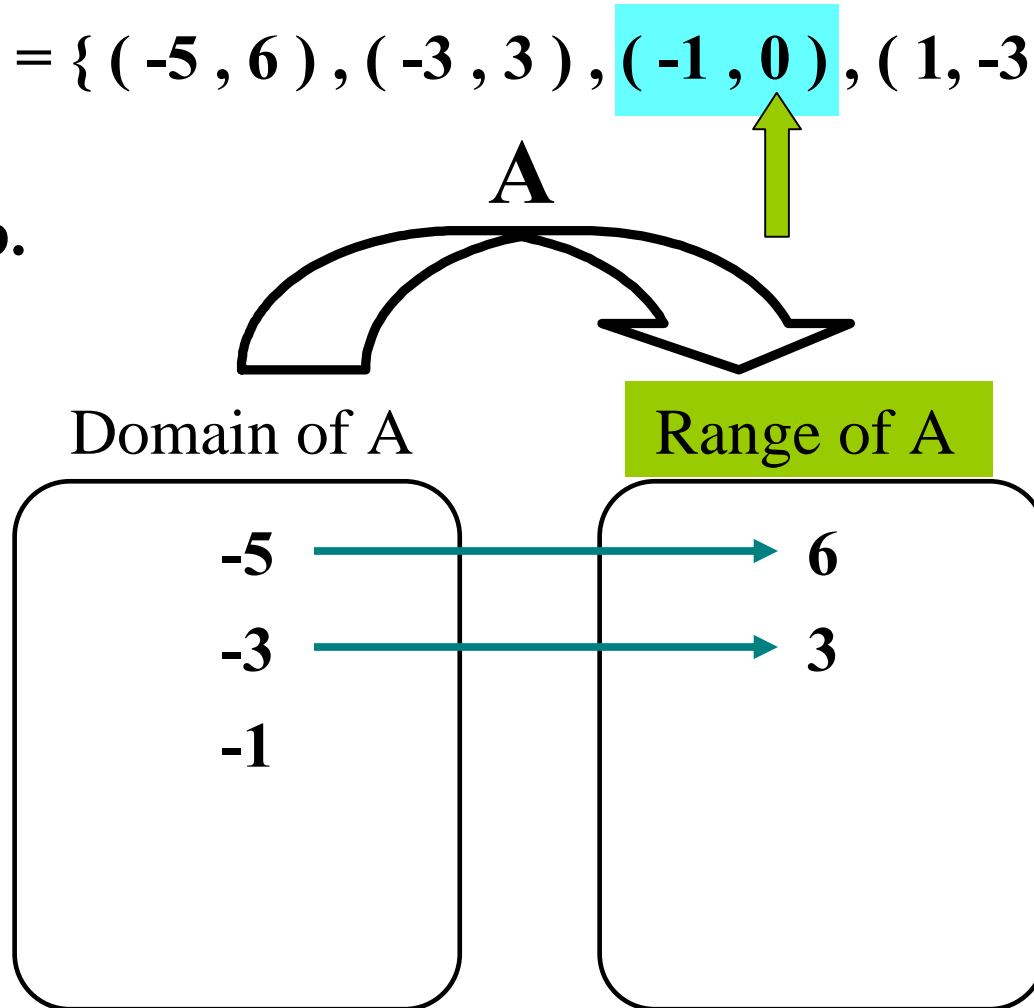 = { ( -5 , 6 ) , ( -3 , 3 ) , ( -1 , 0 ) , ( 1, -3
A
Domain of A Range of A
-5 6
-3 3
-1